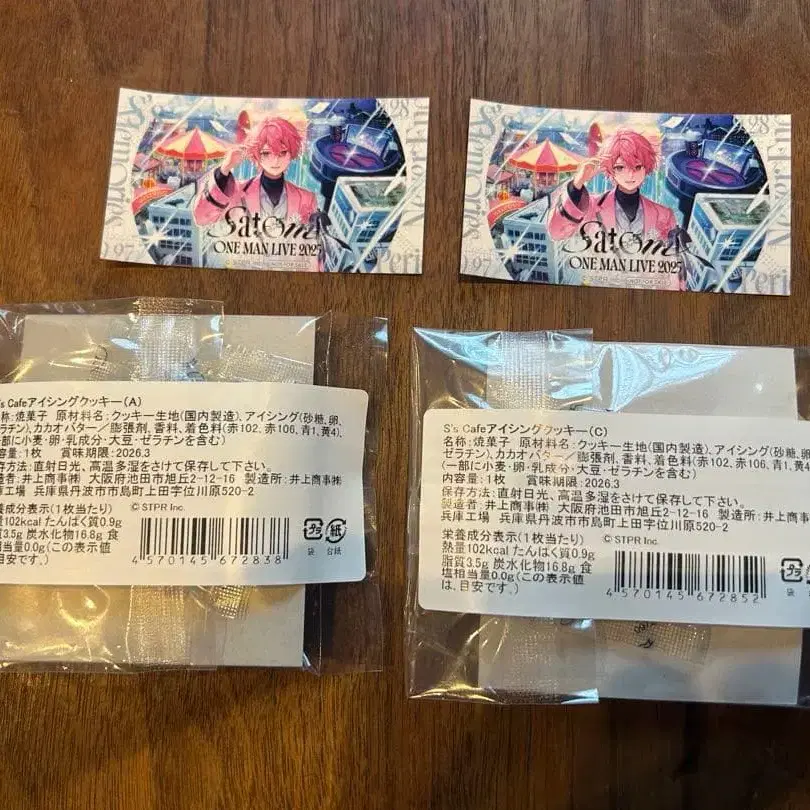 Satomi
ONE MAN LIVE 2025
Satomi
ONE MAN LIVE 2025
S's Cafeアイシングクッキー(A)
名称:焼菓子 原材料名:クッキー生地(国内製造)、アイシング(砂糖、卵、
ゼラチン)、カカオバター/膨張剤、香料、着色料(赤102、赤106、青1、黄4)、
(一部に小麦・卵・乳成分・大豆・ゼラチンを含む)
内容量:1枚 賞味期限:2026.3
保存方法:直射日光、高温多湿をさけて保存して下さい。
製造者:井上商事㈱ 大阪府池田市旭丘2-12-16 製造所:井上商事㈱
兵庫工場 兵庫県丹波市市島町上田字位川原520-2
栄養成分表示(1枚当たり)
熱量102kcal たんぱく質0.9g
脂質3.5g 炭水化物16.8g 食
塩相当量0.0g(この表示値
は、目安です。)
© STPR Inc.
4 570145 672838
プラ
袋
台紙
S's Cafeアイシングクッキー(C)
名称:焼菓子 原材料名:クッキー生地(国内製造)、アイシング(砂糖、卵、
ゼラチン)、カカオバター/膨張剤、香料、着色料(赤102、赤106、青1、
(一部に小麦・卵・乳成分・大豆・ゼラチンを含む)
内容量:1枚 賞味期限:2026.3
保存方法:直射日光、高温多湿をさけて保存して下さい。
製造者:井上商事㈱ 大阪府池田市旭丘2-12-16 製造所:井上商事
兵庫工場 兵庫県丹波市市島町上田字位川原520-2
栄養成分表示(1枚当たり)
熱量102kcal たんぱく質0.9g
脂質3.5g 炭水化物16.8g 食
塩相当量0.0g(この表示値
は、目安です。)
© STPR Inc.
4 570145 672852
プラ
袋